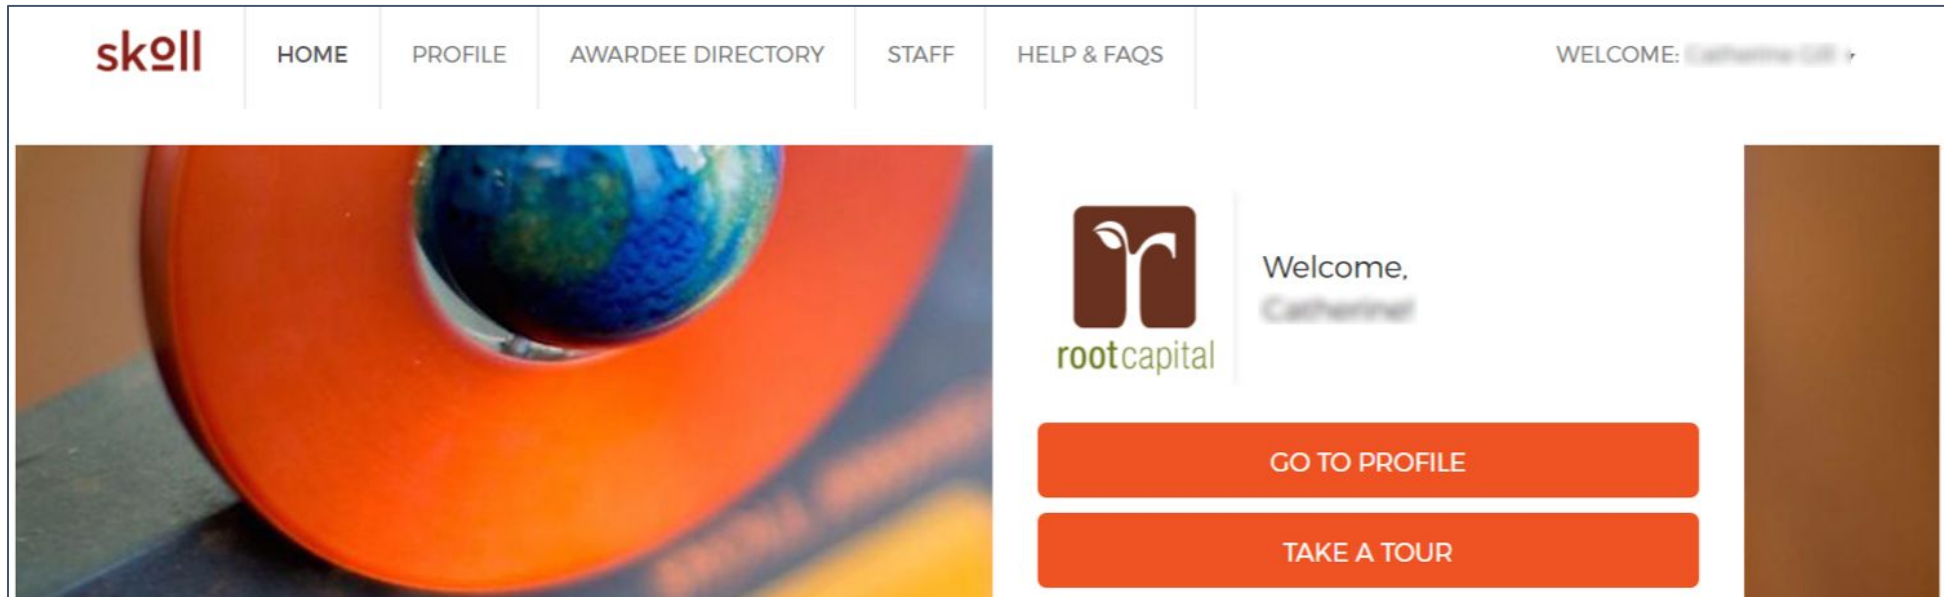 skoll
HOME
PROFILE
AWARDEE DIRECTORY
STAFF
HELP & FAQS
WELCOME:
Welcome,
rootcapital
GO TO PROFILE
TAKE A TOUR